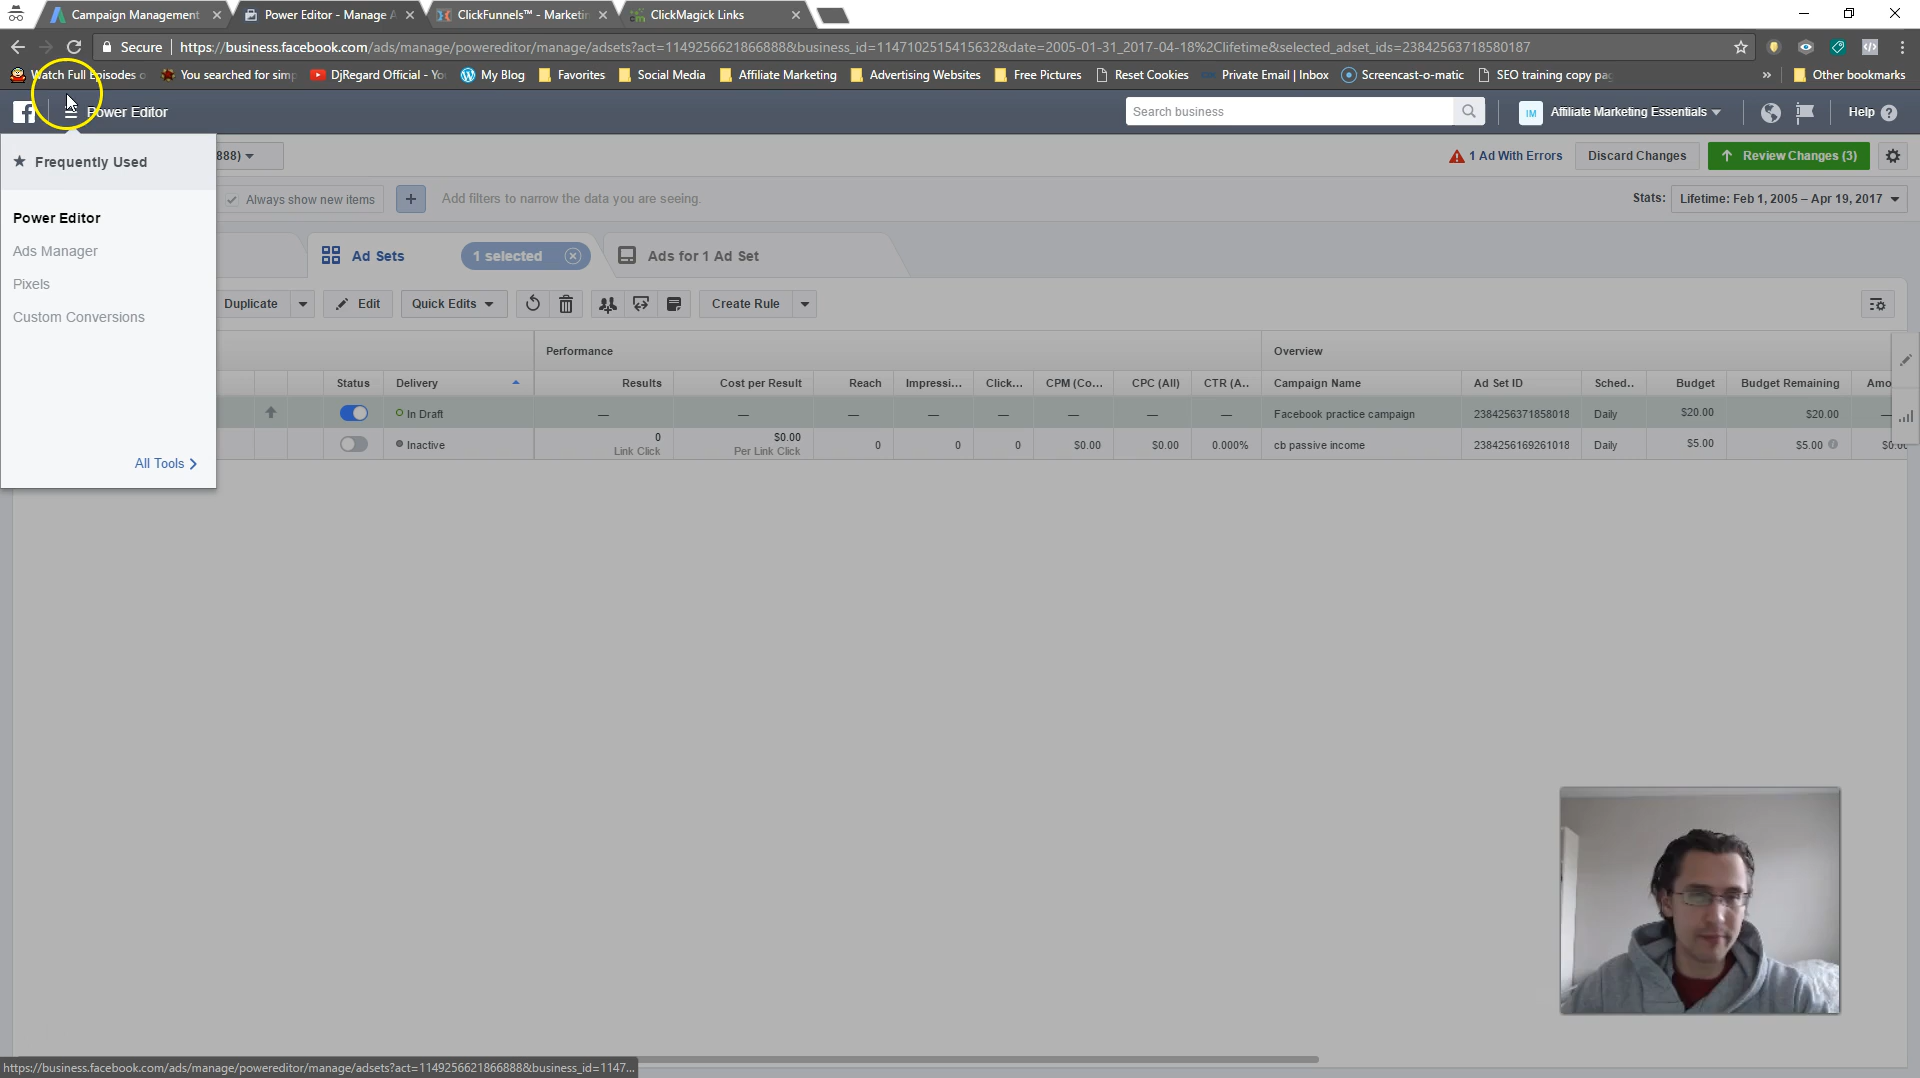 Campaign Management
Power Editor - Manage A
ClickFunnels™ - Marketin
ClickMagick Links
Secure
https://business.facebook.com/ads/manage/powereditor/manage/adsets?act=114925662186688&business_id=1147102515415632&date=2005-01-31_2017-04-18%2Clifetime&selected_adset_ids=23842563718580187
Watch Full Episodes o
You searched for simp
DjRegard Official - Yo
My Blog
Favorites
Social Media
Affiliate Marketing
Advertising Websites
Free Pictures
Reset Cookies
Private Email | Inbox
Screencast-o-matic
SEO training copy pag
»
Other bookmarks
Power Editor
Search business
IM
Affiliate Marketing Essentials
Help ?
Frequently Used
888)
1 Ad With Errors
Discard Changes
Review Changes (3)
Always show new items
+
Add filters to narrow the data you are seeing.
Stats:
Lifetime: Feb 1, 2005 – Apr 19, 2017
Power Editor
Ads Manager
Pixels
Custom Conversions
All Tools
Ad Sets
1 selected
Ads for 1 Ad Set
Duplicate
Edit
Quick Edits
Create Rule
Performance
Overview
Status
Delivery
Results
Cost per Result
Reach
Impressi...
Click...
CPM (Co...
CPC (All)
CTR (A..
Campaign Name
Ad Set ID
Sched..
Budget
Budget Remaining
Amo
In Draft
—
—
—
—
—
—
—
—
Facebook practice campaign
2384256371858018
Daily
$20.00
$20.00
—
Inactive
0
Link Click
$0.00
Per Link Click
0
0
0
$0.00
$0.00
0.000%
cb passive income
2384256169261018
Daily
$5.00
$5.00
https://business.facebook.com/ads/manage/powereditor/manage/adsets?act=114925662186688&business_id=1147...